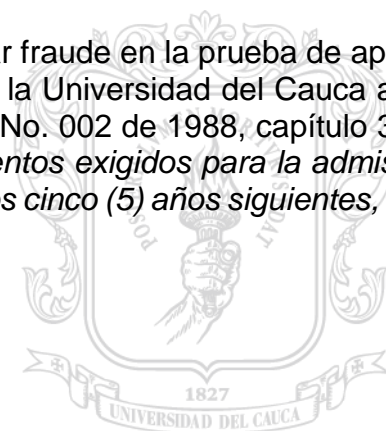 ar fraude en la prueba de ap
la Universidad del Cauca a
No. 002 de 1988, capítulo 3
entos exigidos para la admis
s cinco (5) años siguientes,
1827
UNIVERSIDAD DEL CAUCA